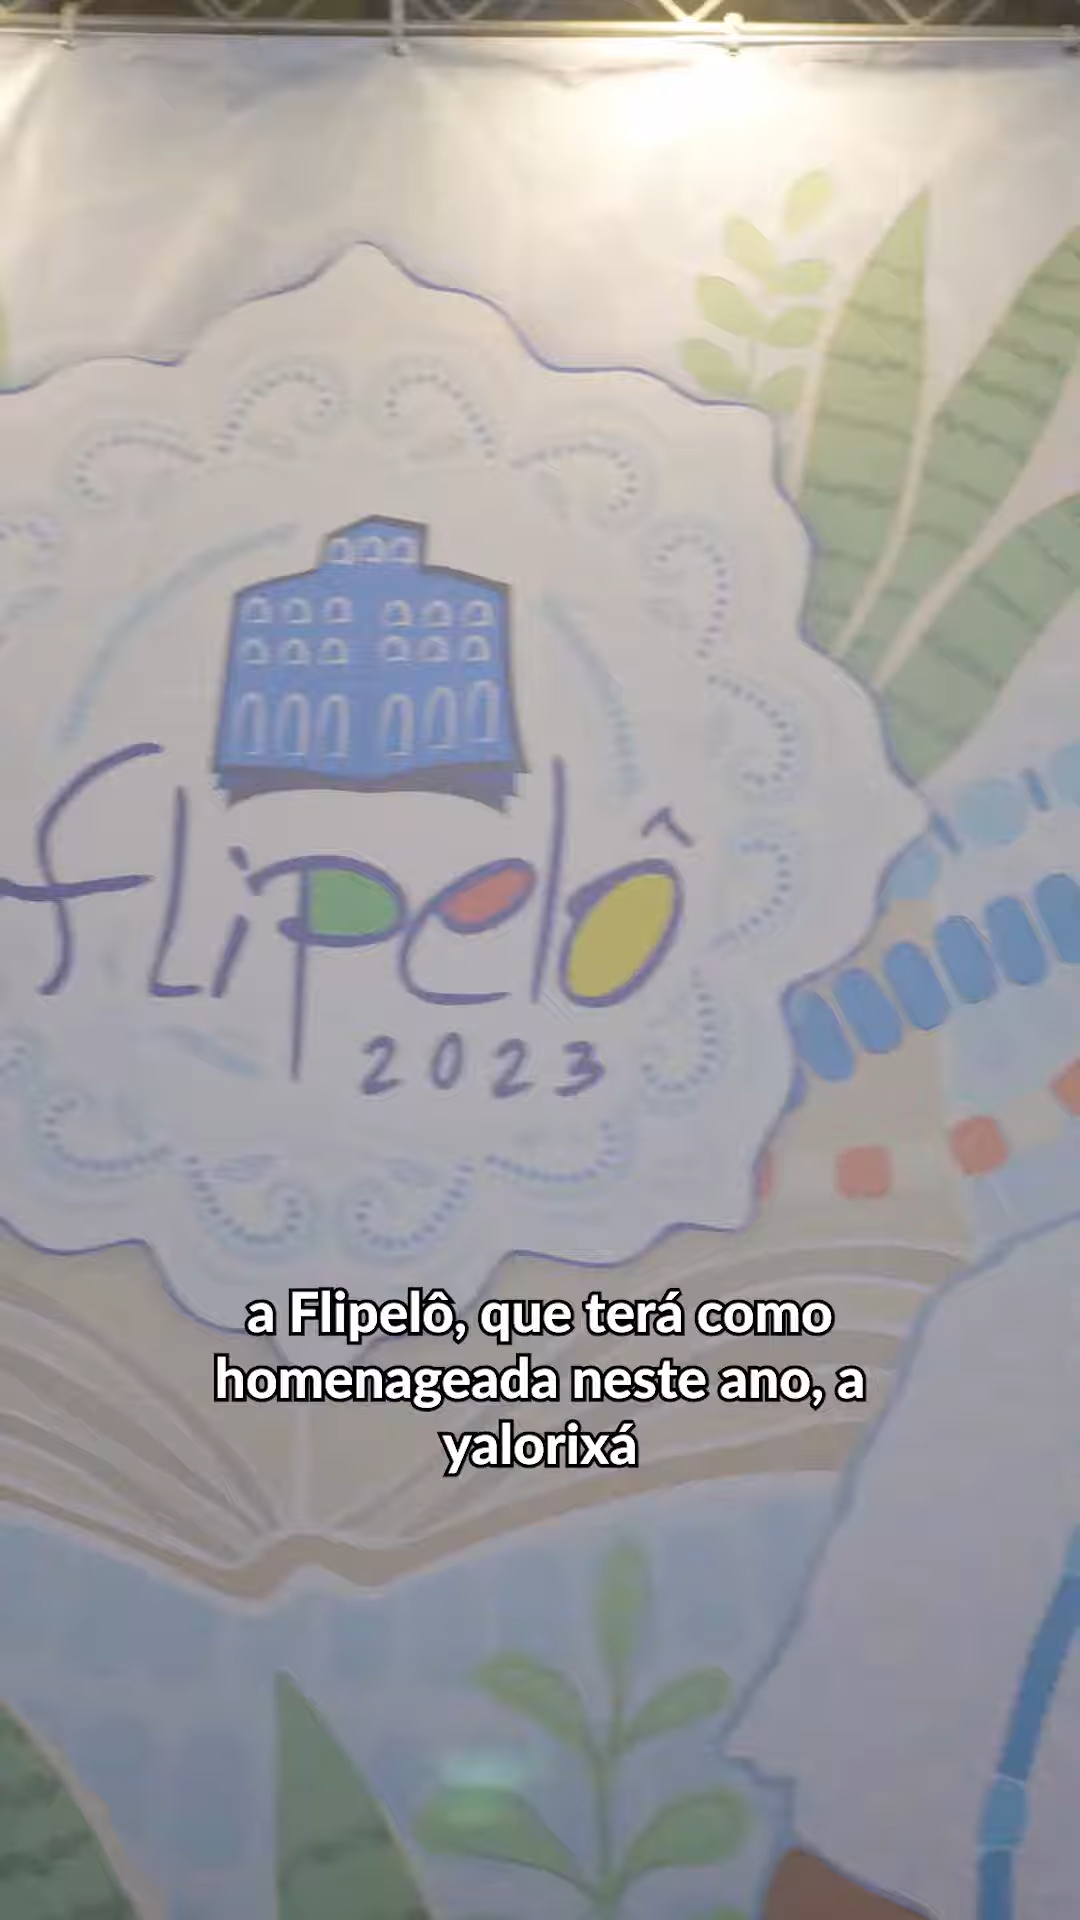 flipelô
2023
a Flipelô, que terá como
homenageada neste ano, a
yalorixá